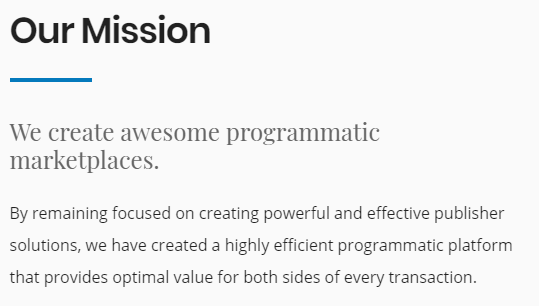 Our Mission
We create awesome programmatic
marketplaces.
By remaining focused on creating powerful and effective publisher
solutions, we have created a highly efficient programmatic platform
that provides optimal value for both sides of every transaction.